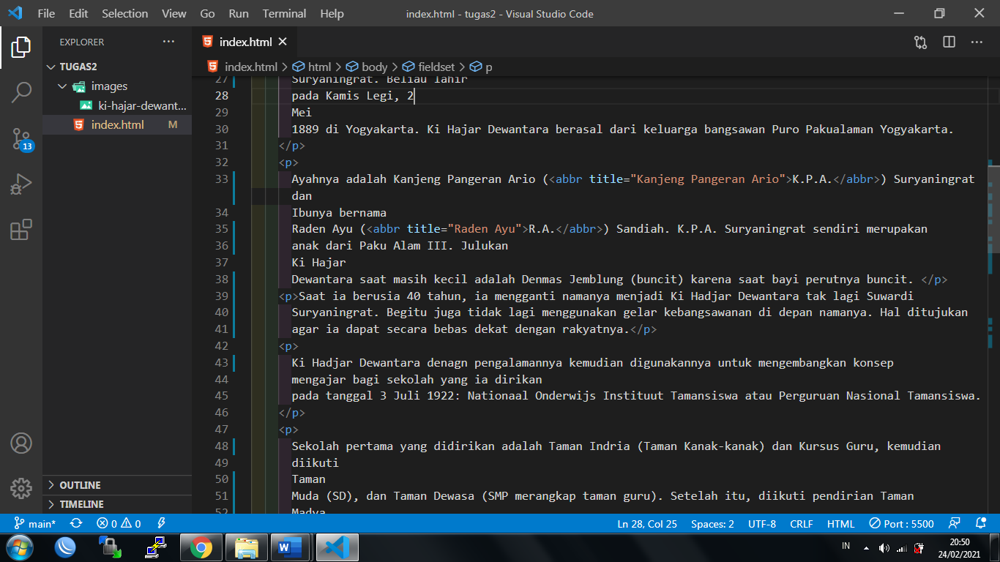 File Edit Selection View Go Run Terminal Help
index.html - tugas2 - Visual Studio Code
EXPLORER
TUGAS2
images
ki-hajar-dewant...
index.html M
13
OUTLINE
TIMELINE
index.html
index.html > html > body > fieldset > p
27 Suryaningrat. Beliau lahir
28 pada Kamis Legi, 2
29 Mei
30 1889 di Yogyakarta. Ki Hajar Dewantara berasal dari keluarga bangsawan Puro Pakualaman Yogyakarta.
31 </p>
32 <p>
33 Ayahnya adalah Kanjeng Pangeran Ario (<abbr title="Kanjeng Pangeran Ario">K.P.A.</abbr>) Suryaningrat
dan
34 Ibunya bernama
35 Raden Ayu (<abbr title="Raden Ayu">R.A.</abbr>) Sandiah. K.P.A. Suryaningrat sendiri merupakan
36 anak dari Paku Alam III. Julukan
37 Ki Hajar
38 Dewantara saat masih kecil adalah Denmas Jemblung (buncit) karena saat bayi perutnya buncit. </p>
39 <p>Saat ia berusia 40 tahun, ia mengganti namanya menjadi Ki Hadjar Dewantara tak lagi Suwardi
40 Suryaningrat. Begitu juga tidak lagi menggunakan gelar kebangsawanan di depan namanya. Hal ditujukan
41 agar ia dapat secara bebas dekat dengan rakyatnya.</p>
42 <p>
43 Ki Hadjar Dewantara denagn pengalamannya kemudian digunakannya untuk mengembangkan konsep
44 mengajar bagi sekolah yang ia dirikan
45 pada tanggal 3 Juli 1922: Nationaal Onderwijs Instituut Tamansiswa atau Perguruan Nasional Tamansiswa.
46 </p>
47 <p>
48 Sekolah pertama yang didirikan adalah Taman Indria (Taman Kanak-kanak) dan Kursus Guru, kemudian
49 diikuti
50 Taman
51 Muda (SD), dan Taman Dewasa (SMP merangkap taman guru). Setelah itu, diikuti pendirian Taman
52 Madya
main* 0 0 Ln 28, Col 25 Spaces: 2 UTF-8 CRLF HTML Port : 5500
IN 20:50
24/02/2021